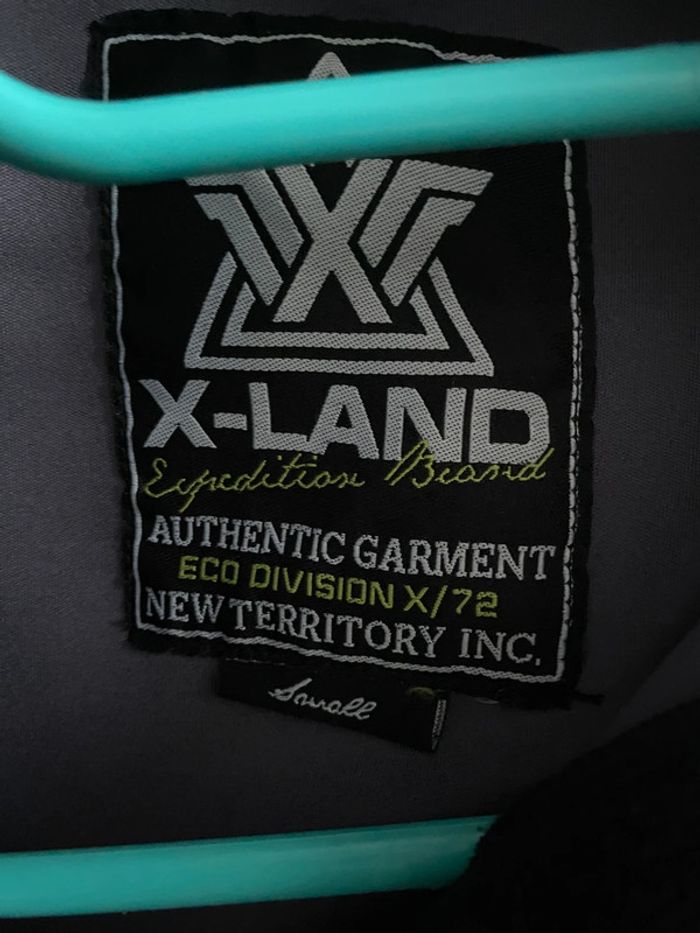 X
X-LAND
Expedition Brand
AUTHENTIC GARMENT
ECO DIVISION X/72
NEW TERRITORY INC.
Small